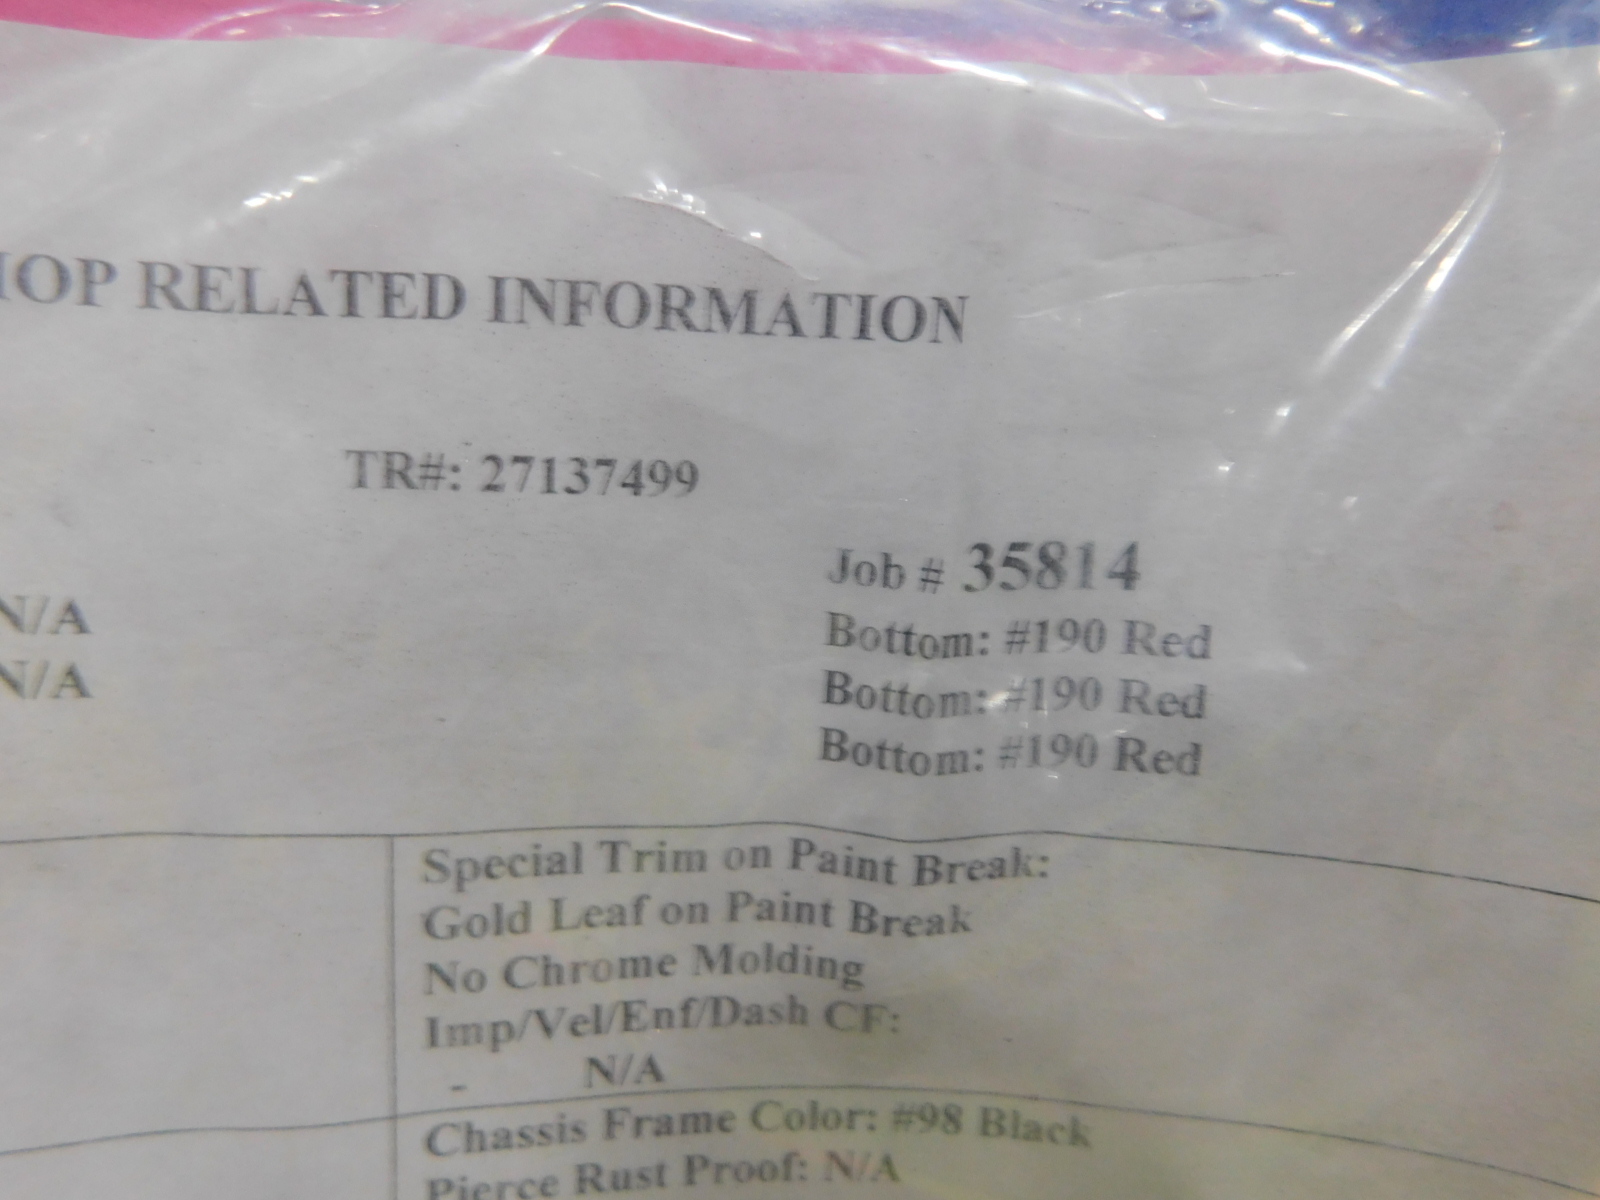 HOP RELATED INFORMATION
TR#: 27137499
Job # 35814
N/A
Bottom: #190 Red
N/A
Bottom: #190 Red
Bottom: #190 Red
Special Trim on Paint Break:
Gold Leaf on Paint Break
No Chrome Molding
Imp/Vel/Enf/Dash CF:
- N/A
Chassis Frame Color: #98 Black
Pierce Rust Proof: N/A